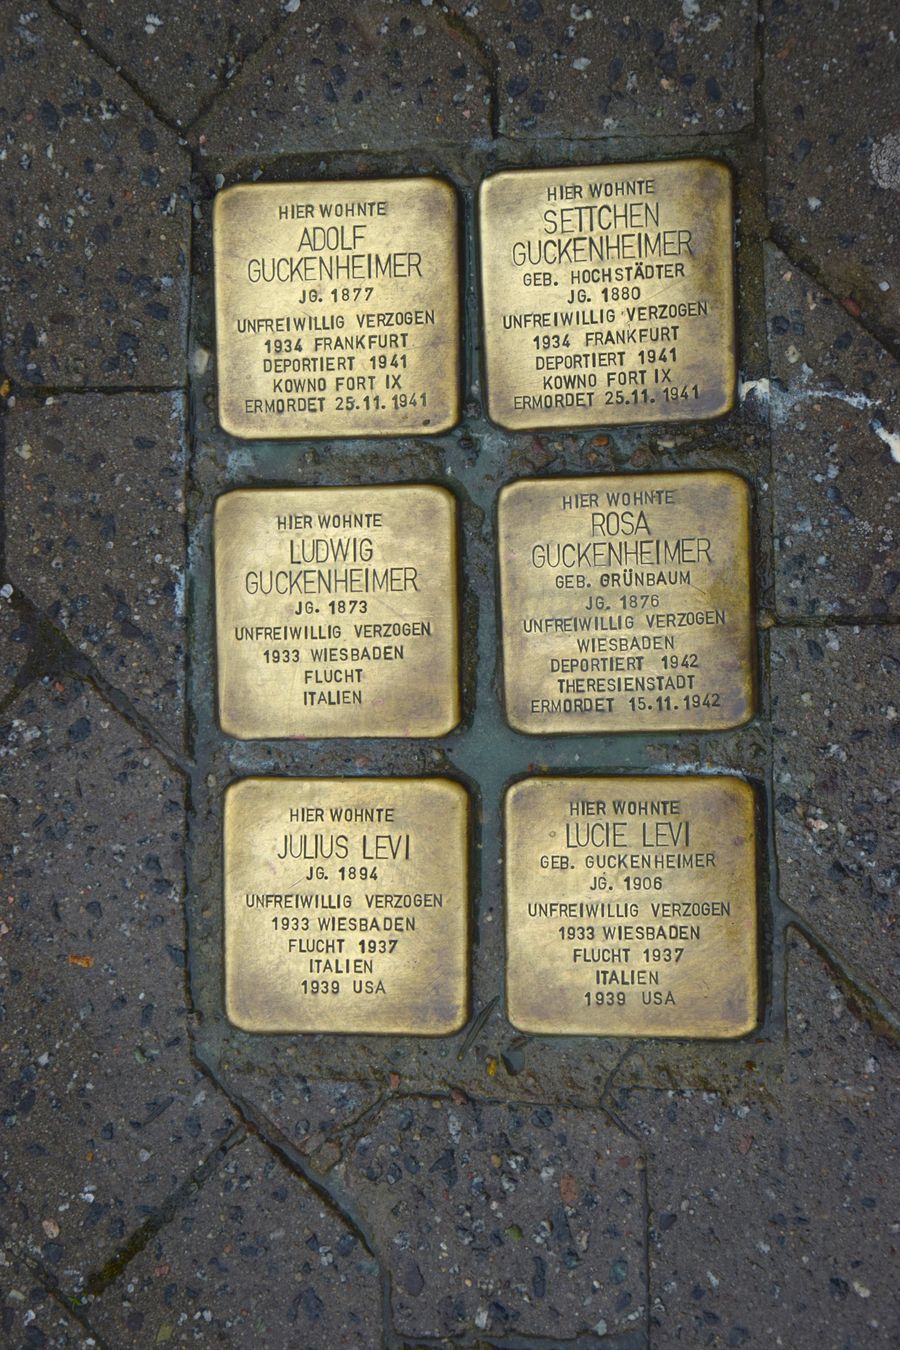 HIER WOHNTE
ADOLF
GUCKENHEIMER
JG. 1877
UNFREIWILLIG VERZOGEN
1934 FRANKFURT
DEPORTIERT 1941
KOWNO FORT IX
ERMORDET 25.11.1941
HIER WOHNTE
SETTCHEN
GUCKENHEIMER
GEB. HOCHSTÄDTER
JG. 1880
UNFREIWILLIG VERZOGEN
1934 FRANKFURT
DEPORTIERT 1941
KOWNO FORT IX
ERMORDET 25.11.1941
HIER WOHNTE
LUDWIG
GUCKENHEIMER
JG. 1873
UNFREIWILLIG VERZOGEN
1933 WIESBADEN
FLUCHT
ITALIEN
HIER WOHNTE
ROSA
GUCKENHEIMER
GEB. GRÜNBAUM
JG. 1876
UNFREIWILLIG VERZOGEN
WIESBADEN
DEPORTIERT 1942
THERESIENSTADT
ERMORDET 15.11.1942
HIER WOHNTE
JULIUS LEVI
JG. 1894
UNFREIWILLIG VERZOGEN
1933 WIESBADEN
FLUCHT 1937
ITALIEN
1939 USA
HIER WOHNTE
LUCIE LEVI
GEB. GUCKENHEIMER
JG. 1906
UNFREIWILLIG VERZOGEN
1933 WIESBADEN
FLUCHT 1937
ITALIEN
1939 USA